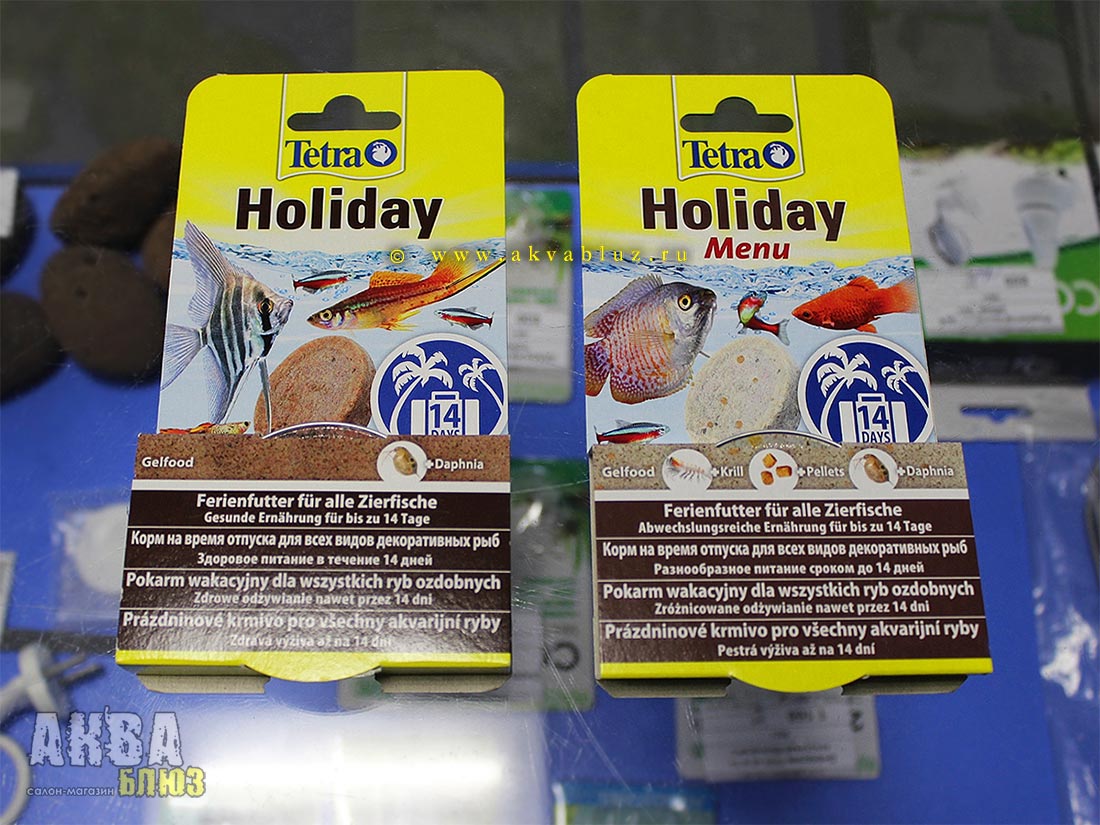 Tetra
Holiday
14
DAYS
Gelfood
+Daphnia
Ferienfutter für alle Zierfische
Gesunde Ernährung für bis zu 14 Tage
Корм на время отпуска для всех видов декоративных рыб
Здоровое питание в течение 14 дней
Pokarm wakacyjny dla wszystkich ryb ozdobnych
Zdrowe odżywianie nawet przez 14 dni
Prázdninové krmivo pro všechny akvarijní ryby
Zdravá výživa až na 14 dní
Tetra
Holiday
Menu
14
DAYS
Gelfood
+Krill
+Pellets
+Daphnia
Ferienfutter für alle Zierfische
Abwechslungsreiche Ernährung für bis zu 14 Tage
Корм на время отпуска для всех видов декоративных рыб
Разнообразное питание сроком до 14 дней
Pokarm wakacyjny dla wszystkich ryb ozdobnych
Zróżnicowane odżywianie nawet przez 14 dni
Prázdninové krmivo pro všechny akvarijní ryby
Pestrá výživa až na 14 dní
© www.akvabluz.ru
АКВА
БЛЮЗ
салон-магазин